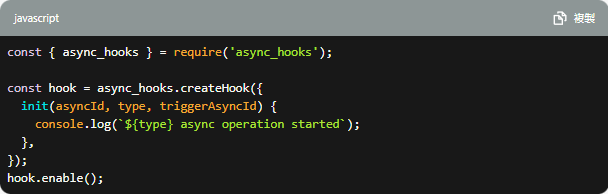 javascript
複製
const { async_hooks } = require('async_hooks');
const hook = async_hooks.createHook({
  init(asyncId, type, triggerAsyncId) {
    console.log(`${type} async operation started`);
  },
});
hook.enable();